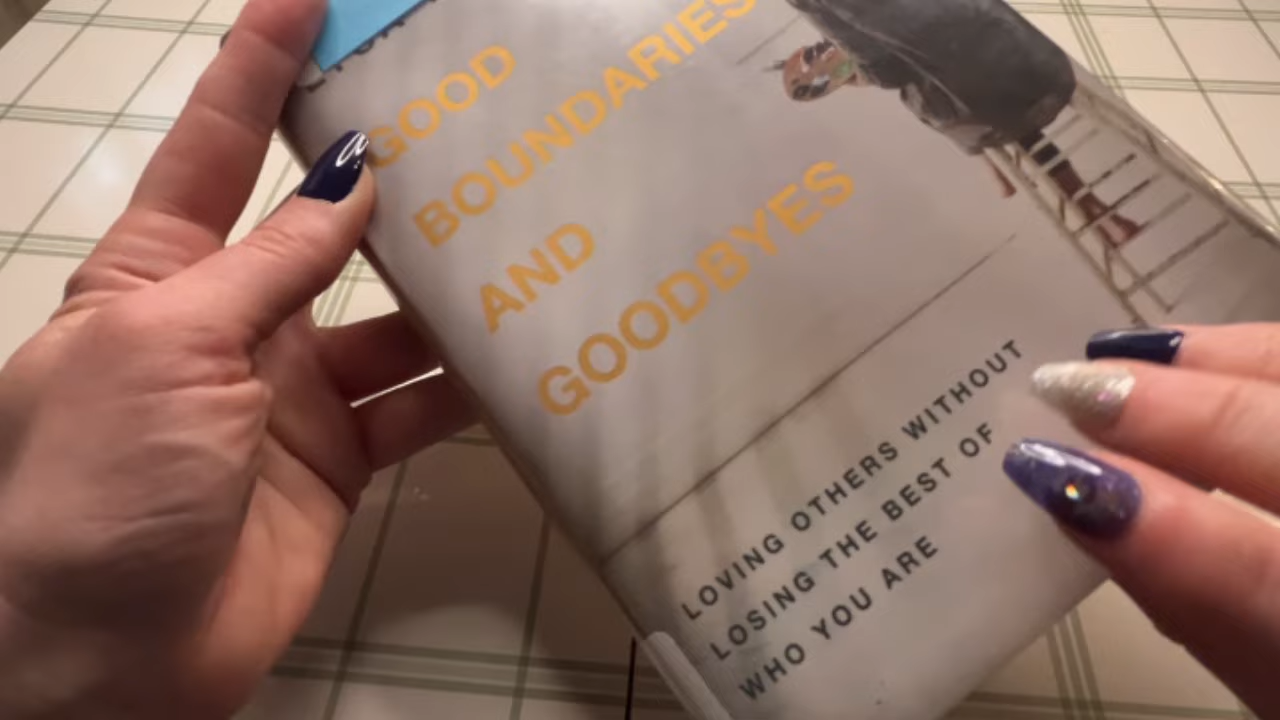 GOOD
BOUNDARIES
AND
GOODBYES
LOVING OTHERS WITHOUT
LOSING THE BEST OF
WHO YOU ARE